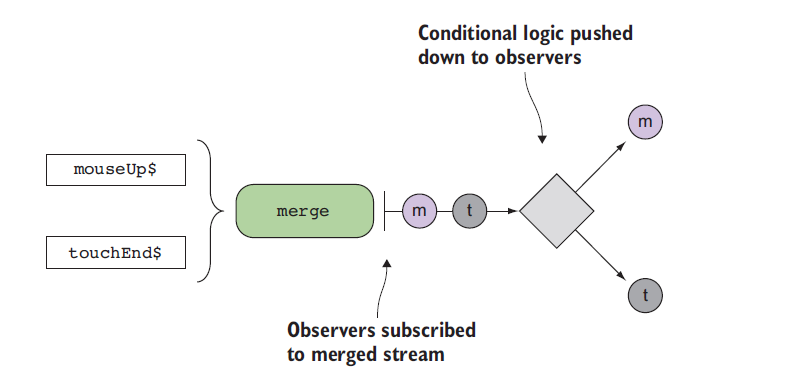 Conditional logic pushed
down to observers
m
mouseUp$
merge
m
t
touchEnd$
t
Observers subscribed
to merged stream